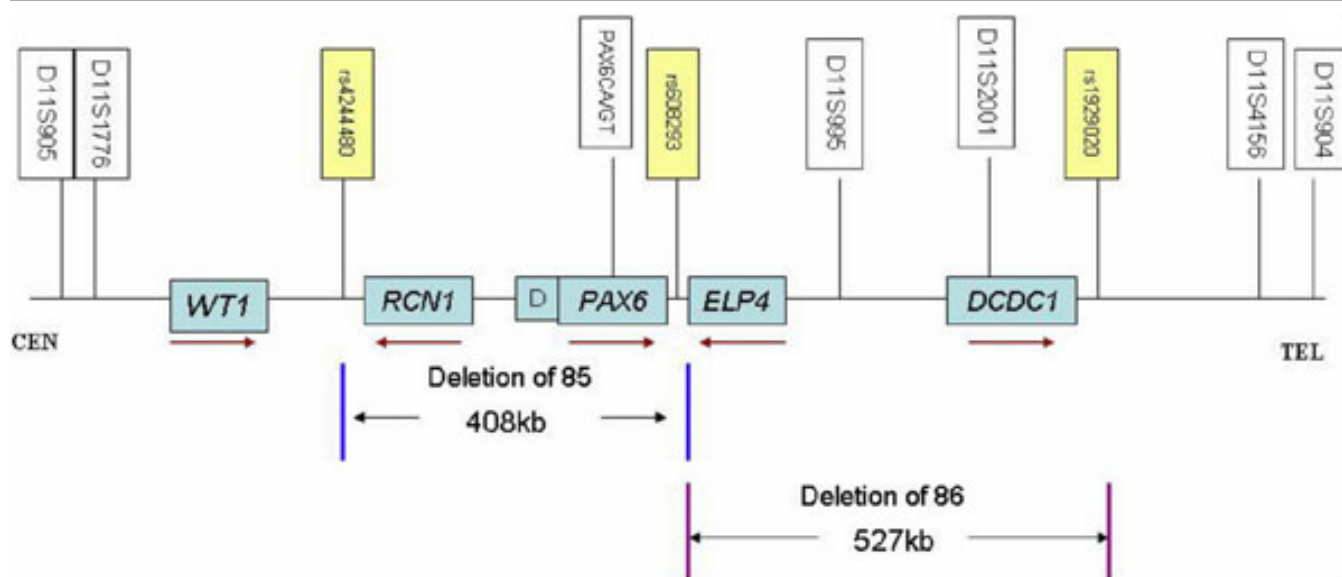 D11S905
D11S1776
rs4244480
PAX6CA/GT
rs608293
D11S995
D11S2001
rs1929020
D11S4156
D11S904
WT1
RCN1
D
PAX6
ELP4
DCDC1
CEN
TEL
Deletion of 85
408kb
Deletion of 86
527kb